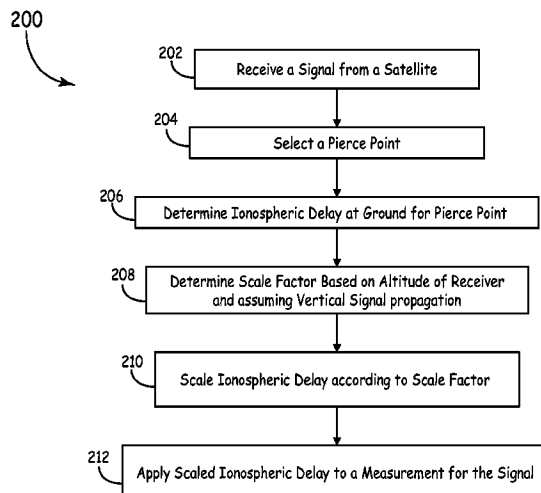 200
202
Receive a Signal from a Satellite
204
Select a Pierce Point
206
Determine Ionospheric Delay at Ground for Pierce Point
208
Determine Scale Factor Based on Altitude of Receiver
and assuming Vertical Signal propagation
210
Scale Ionospheric Delay according to Scale Factor
212
Apply Scaled Ionospheric Delay to a Measurement for the Signal